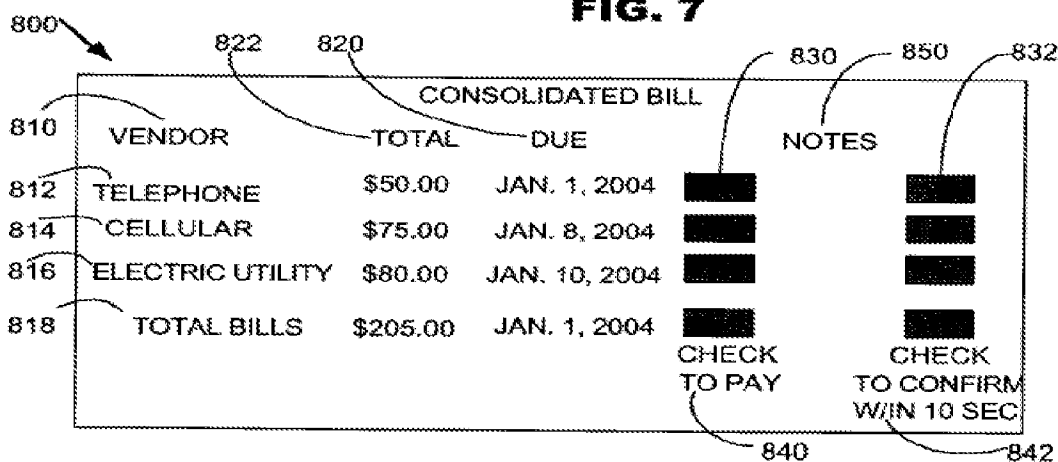 FIG. 7
800
822 820 830 850 832
CONSOLIDATED BILL
810 VENDOR TOTAL DUE NOTES
812 TELEPHONE $50.00 JAN. 1, 2004
814 CELLULAR $75.00 JAN. 8, 2004
816 ELECTRIC UTILITY $80.00 JAN. 10, 2004
818 TOTAL BILLS $205.00 JAN. 1, 2004
CHECK CHECK
TO PAY TO CONFIRM
W/IN 10 SEC
840 842